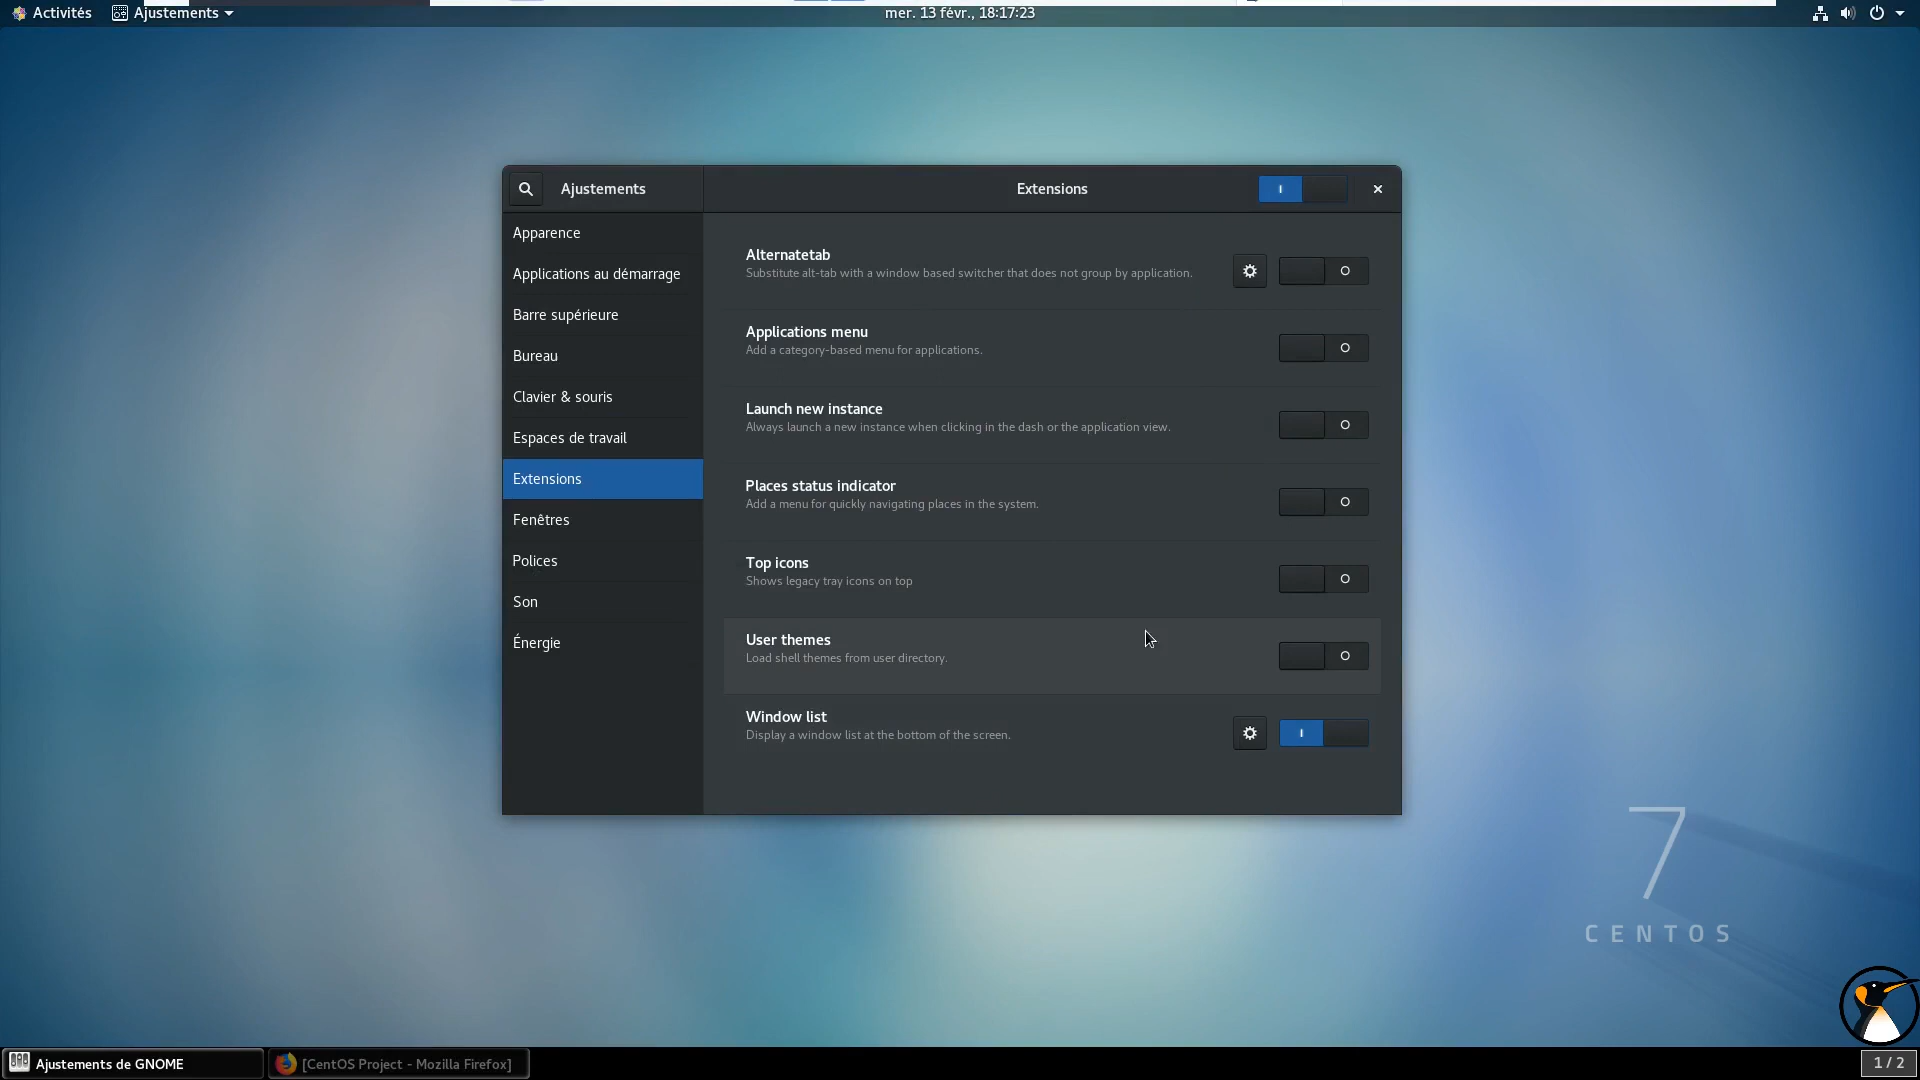 Activités
Ajustements
mer. 13 févr., 18:17:23
Ajustements
Extensions
Apparence
Applications au démarrage
Barre supérieure
Bureau
Clavier & souris
Espaces de travail
Extensions
Fenêtres
Polices
Son
Énergie
Alternatetab
Substitute alt-tab with a window based switcher that does not group by application.
Applications menu
Add a category-based menu for applications.
Launch new instance
Always launch a new instance when clicking in the dash or the application view.
Places status indicator
Add a menu for quickly navigating places in the system.
Top icons
Shows legacy tray icons on top
User themes
Load shell themes from user directory.
Window list
Display a window list at the bottom of the screen.
7
CENTOS
Ajustements de GNOME
[CentOS Project - Mozilla Firefox]
1 / 2